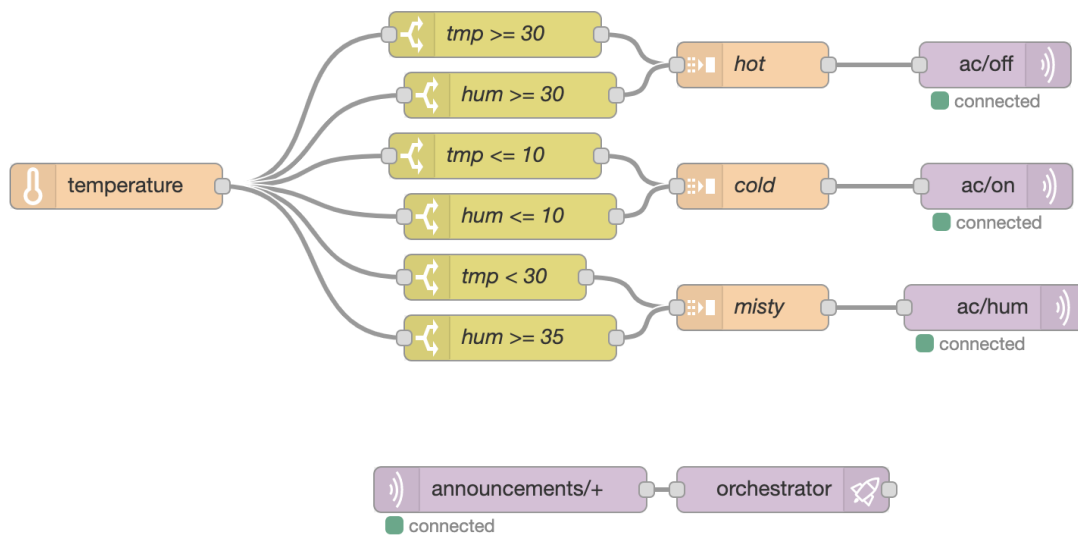 tmp >= 30
hot
ac/off
hum >= 30
connected
tmp <= 10
temperature
cold
ac/on
hum <= 10
connected
tmp < 30
misty
ac/hum
hum >= 35
connected
announcements/+
orchestrator
connected